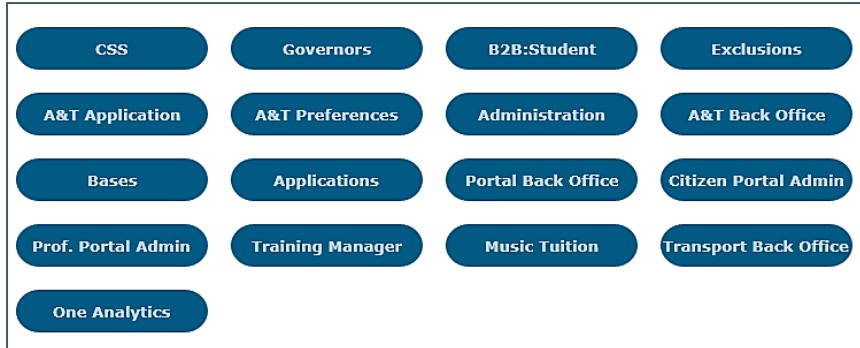 CSS
Governors
B2B:Student
Exclusions
A&T Application
A&T Preferences
Administration
A&T Back Office
Bases
Applications
Portal Back Office
Citizen Portal Admin
Prof. Portal Admin
Training Manager
Music Tuition
Transport Back Office
One Analytics